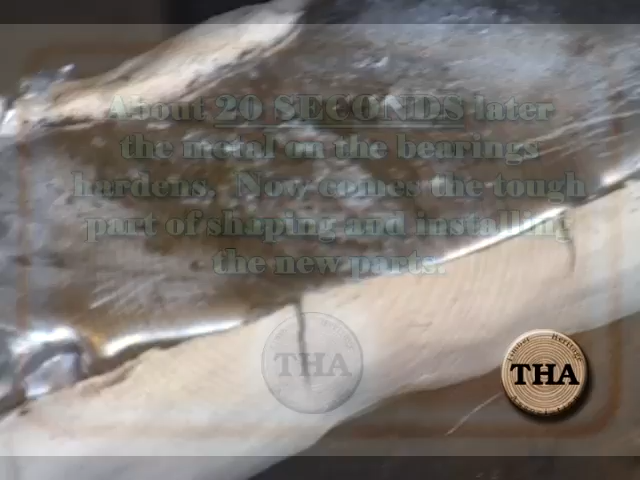 About 20 SECONDS later
the metal on the bearings
hardens. Now comes the tough
part of shaping and installing
the new parts.
THA
THA